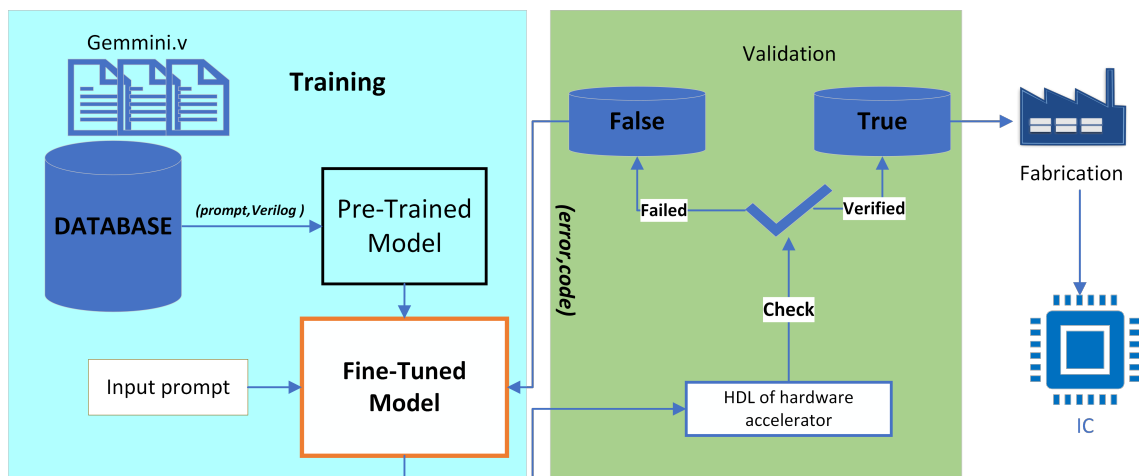 Gemmini.v
Training
DATABASE
(prompt,Verilog )
Pre-Trained
Model
Input prompt
Fine-Tuned
Model
(error,code)
Validation
False
True
Failed
Verified
Check
HDL of hardware
accelerator
Fabrication
IC